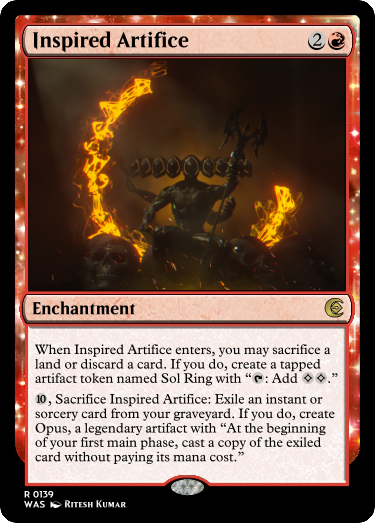 Inspired Artifice 2
Enchantment
When Inspired Artifice enters, you may sacrifice a
land or discard a card. If you do, create a tapped
artifact token named Sol Ring with “: Add .”
10, Sacrifice Inspired Artifice: Exile an instant or
sorcery card from your graveyard. If you do, create
Opus, a legendary artifact with “At the beginning
of your first main phase, cast a copy of the exiled
card without paying its mana cost.”
R 0139
WAS Ritesh Kumar